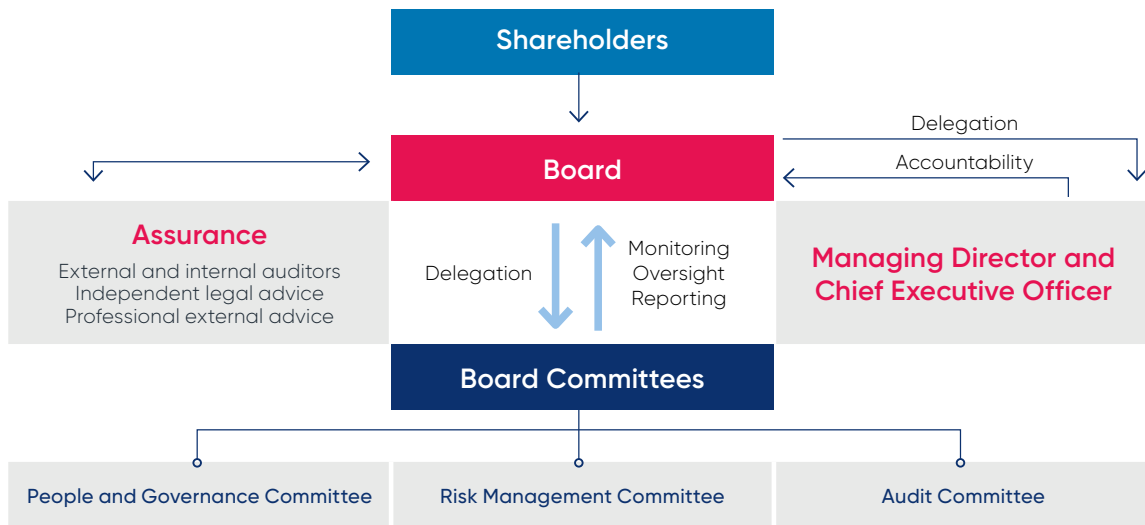 Shareholders
Delegation
Board
Accountability
Assurance
External and internal auditors
Independent legal advice
Professional external advice
Delegation
Monitoring
Oversight
Reporting
Managing Director and
Chief Executive Officer
Board Committees
People and Governance Committee
Risk Management Committee
Audit Committee